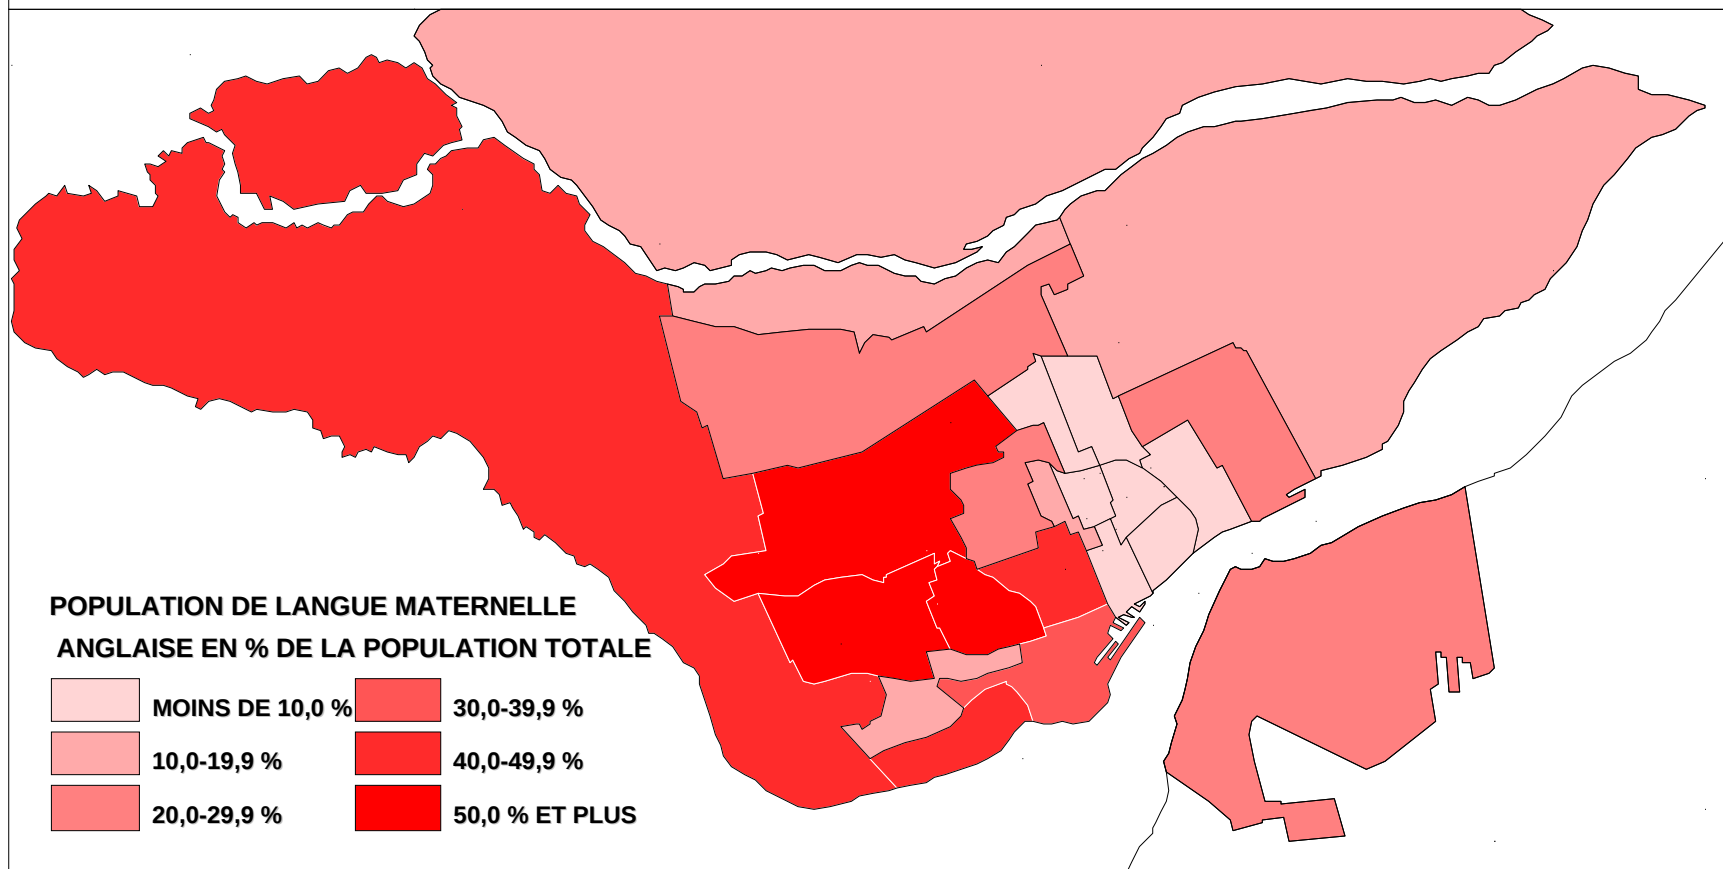 POPULATION DE LANGUE MATERNELLE
ANGLAISE EN % DE LA POPULATION TOTALE
MOINS DE 10,0 %
10,0-19,9 %
20,0-29,9 %
30,0-39,9 %
40,0-49,9 %
50,0 % ET PLUS